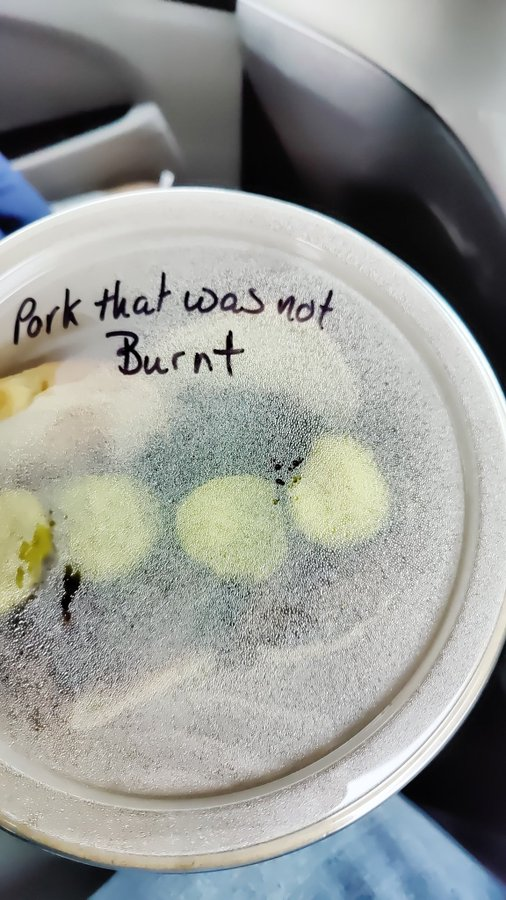 Pork that was not
Burnt